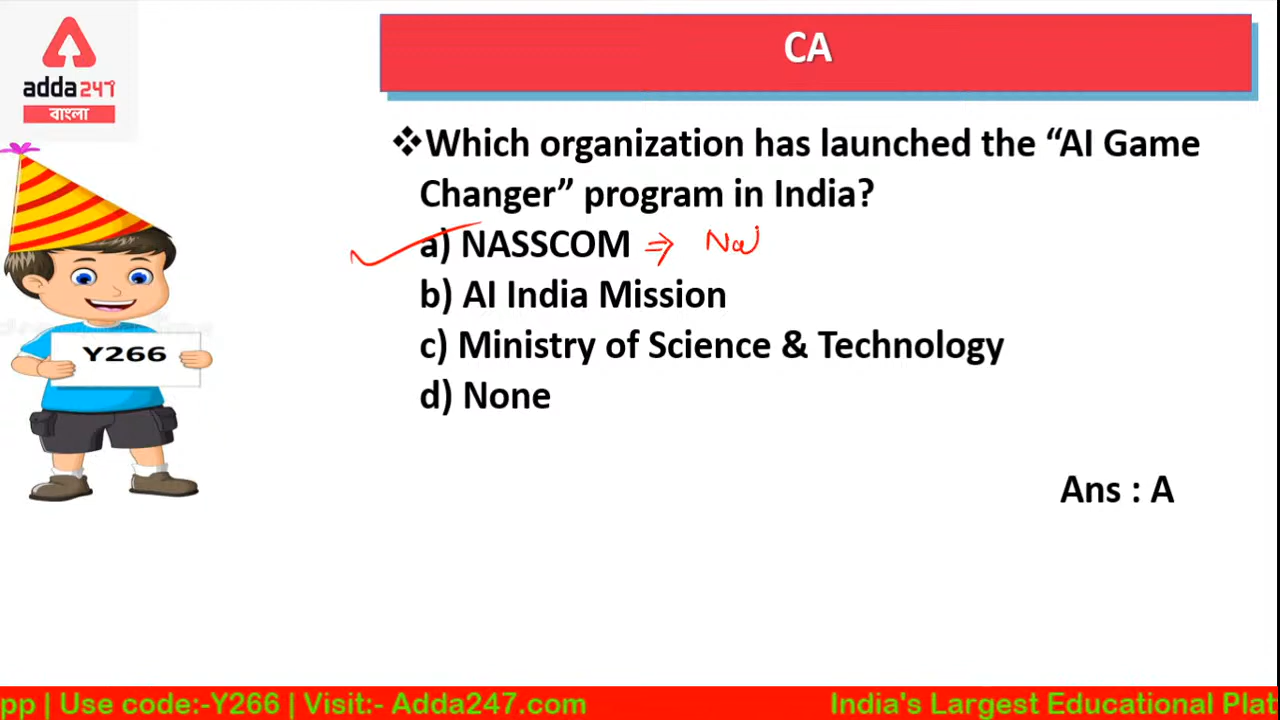 adda247
বাংলা
CA
❖Which organization has launched the “AI Game
Changer” program in India?
a) NASSCOM ⇒ Na
b) AI India Mission
c) Ministry of Science & Technology
d) None
Y266
Ans : A
pp | Use code:-Y266 | Visit:- Adda247.com India's Largest Educational Plat